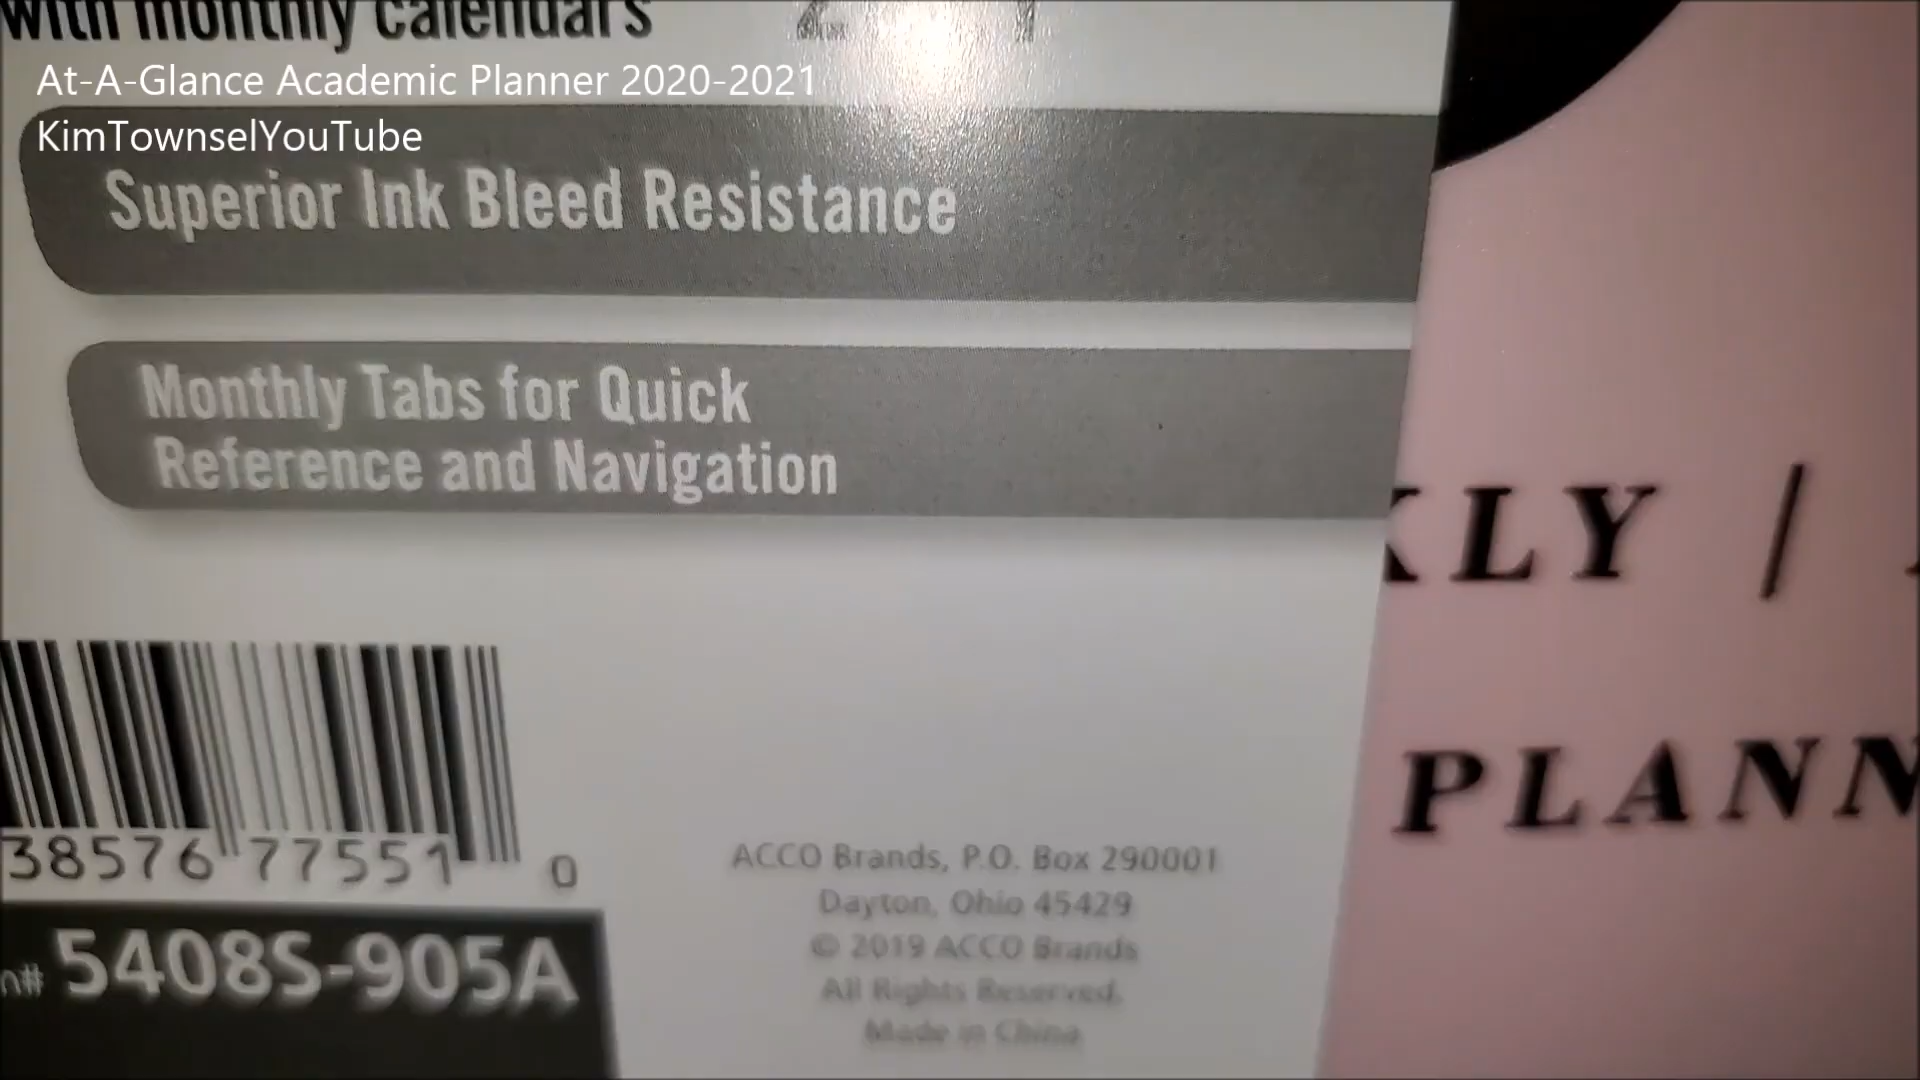 with monthly calendars
At-A-Glance Academic Planner 2020-2021
KimTownselYouTube
Superior Ink Bleed Resistance
Monthly Tabs for Quick
Reference and Navigation
KLY /
PLANN
38576 77551 0
5408S-905A
ACCO Brands, P.O. Box 290001
Dayton, Ohio 45429
© 2019 ACCO Brands
All Rights Reserved.
Made in China